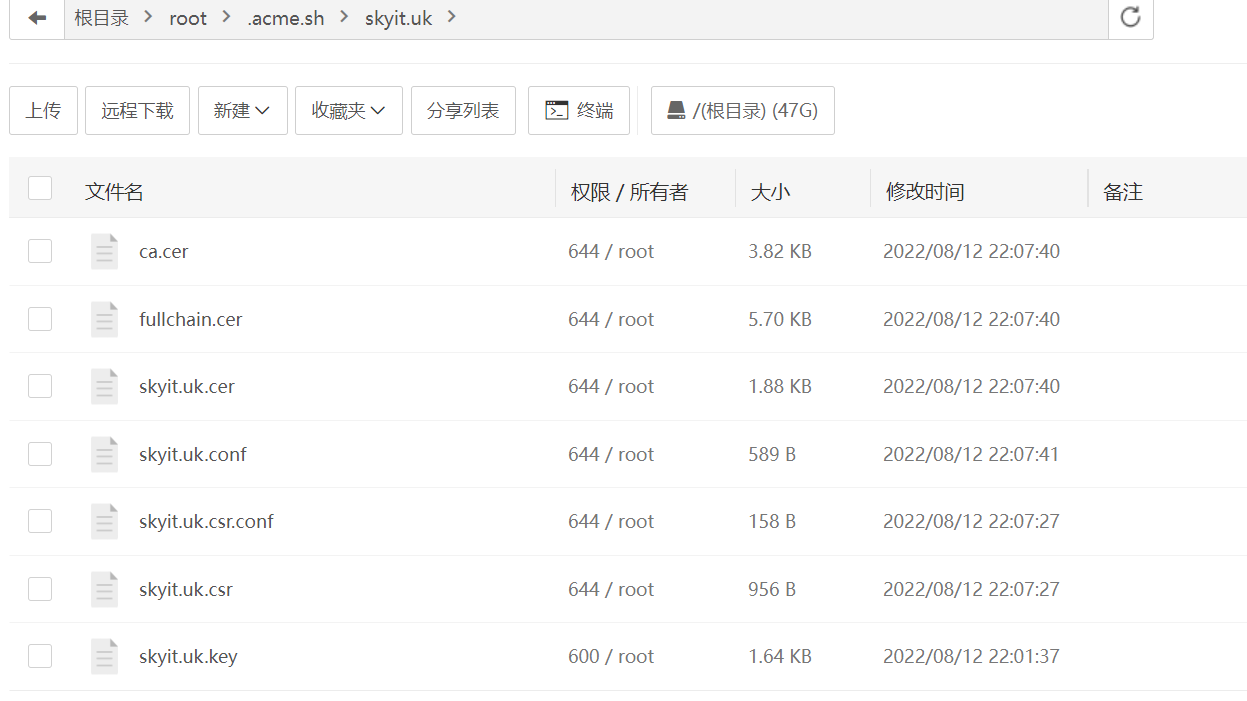 根目录 > root > .acme.sh > skyit.uk >
上传 远程下载 新建 收藏夹 分享列表 终端 /(根目录) (47G)
文件名 权限 / 所有者 大小 修改时间 备注
ca.cer 644 / root 3.82 KB 2022/08/12 22:07:40
fullchain.cer 644 / root 5.70 KB 2022/08/12 22:07:40
skyit.uk.cer 644 / root 1.88 KB 2022/08/12 22:07:40
skyit.uk.conf 644 / root 589 B 2022/08/12 22:07:41
skyit.uk.csr.conf 644 / root 158 B 2022/08/12 22:07:27
skyit.uk.csr 644 / root 956 B 2022/08/12 22:07:27
skyit.uk.key 600 / root 1.64 KB 2022/08/12 22:01:37